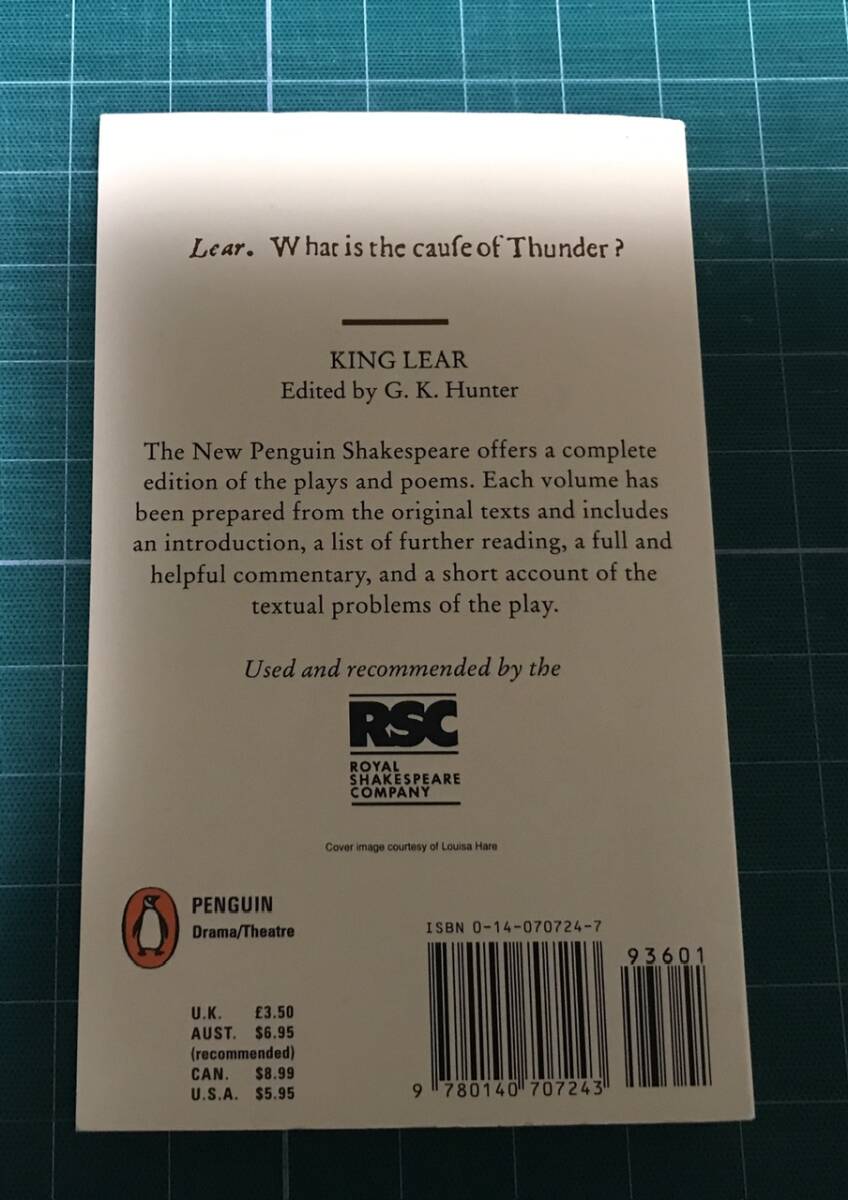 Lear. What is the cauſe of Thunder?
KING LEAR
Edited by G. K. Hunter
The New Penguin Shakespeare offers a complete
edition of the plays and poems. Each volume has
been prepared from the original texts and includes
an introduction, a list of further reading, a full and
helpful commentary, and a short account of the
textual problems of the play.
Used and recommended by the
RSC
ROYAL
SHAKESPEARE
COMPANY
Cover image courtesy of Louisa Hare
PENGUIN
Drama/Theatre
U.K. £3.50
AUST. $6.95
(recommended)
CAN. $8.99
U.S.A. $5.95
ISBN 0-14-070724-7
93601
9 780140 707243